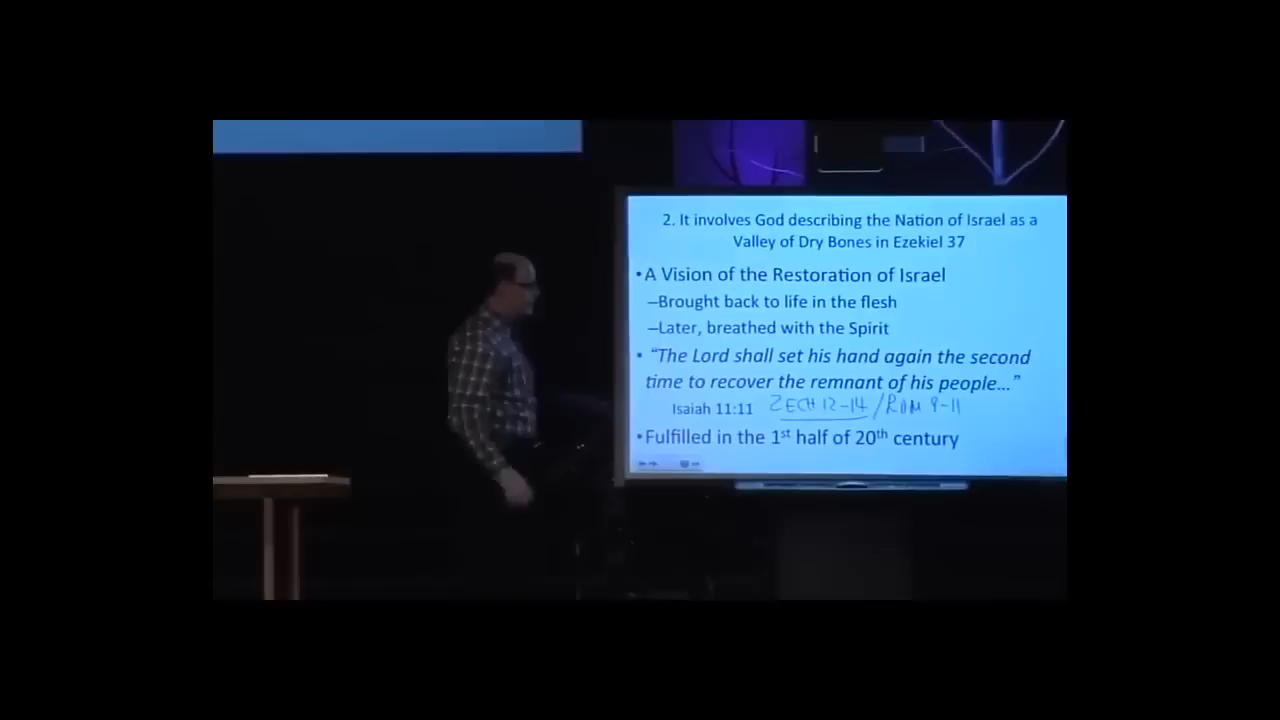 2. It involves God describing the Nation of Israel as a
Valley of Dry Bones in Ezekiel 37
• A Vision of the Restoration of Israel
–Brought back to life in the flesh
–Later, breathed with the Spirit
• “The Lord shall set his hand again the second
time to recover the remnant of his people…”
Isaiah 11:11 ZECH 12-14 / ROM 9-11
• Fulfilled in the 1st half of 20th century